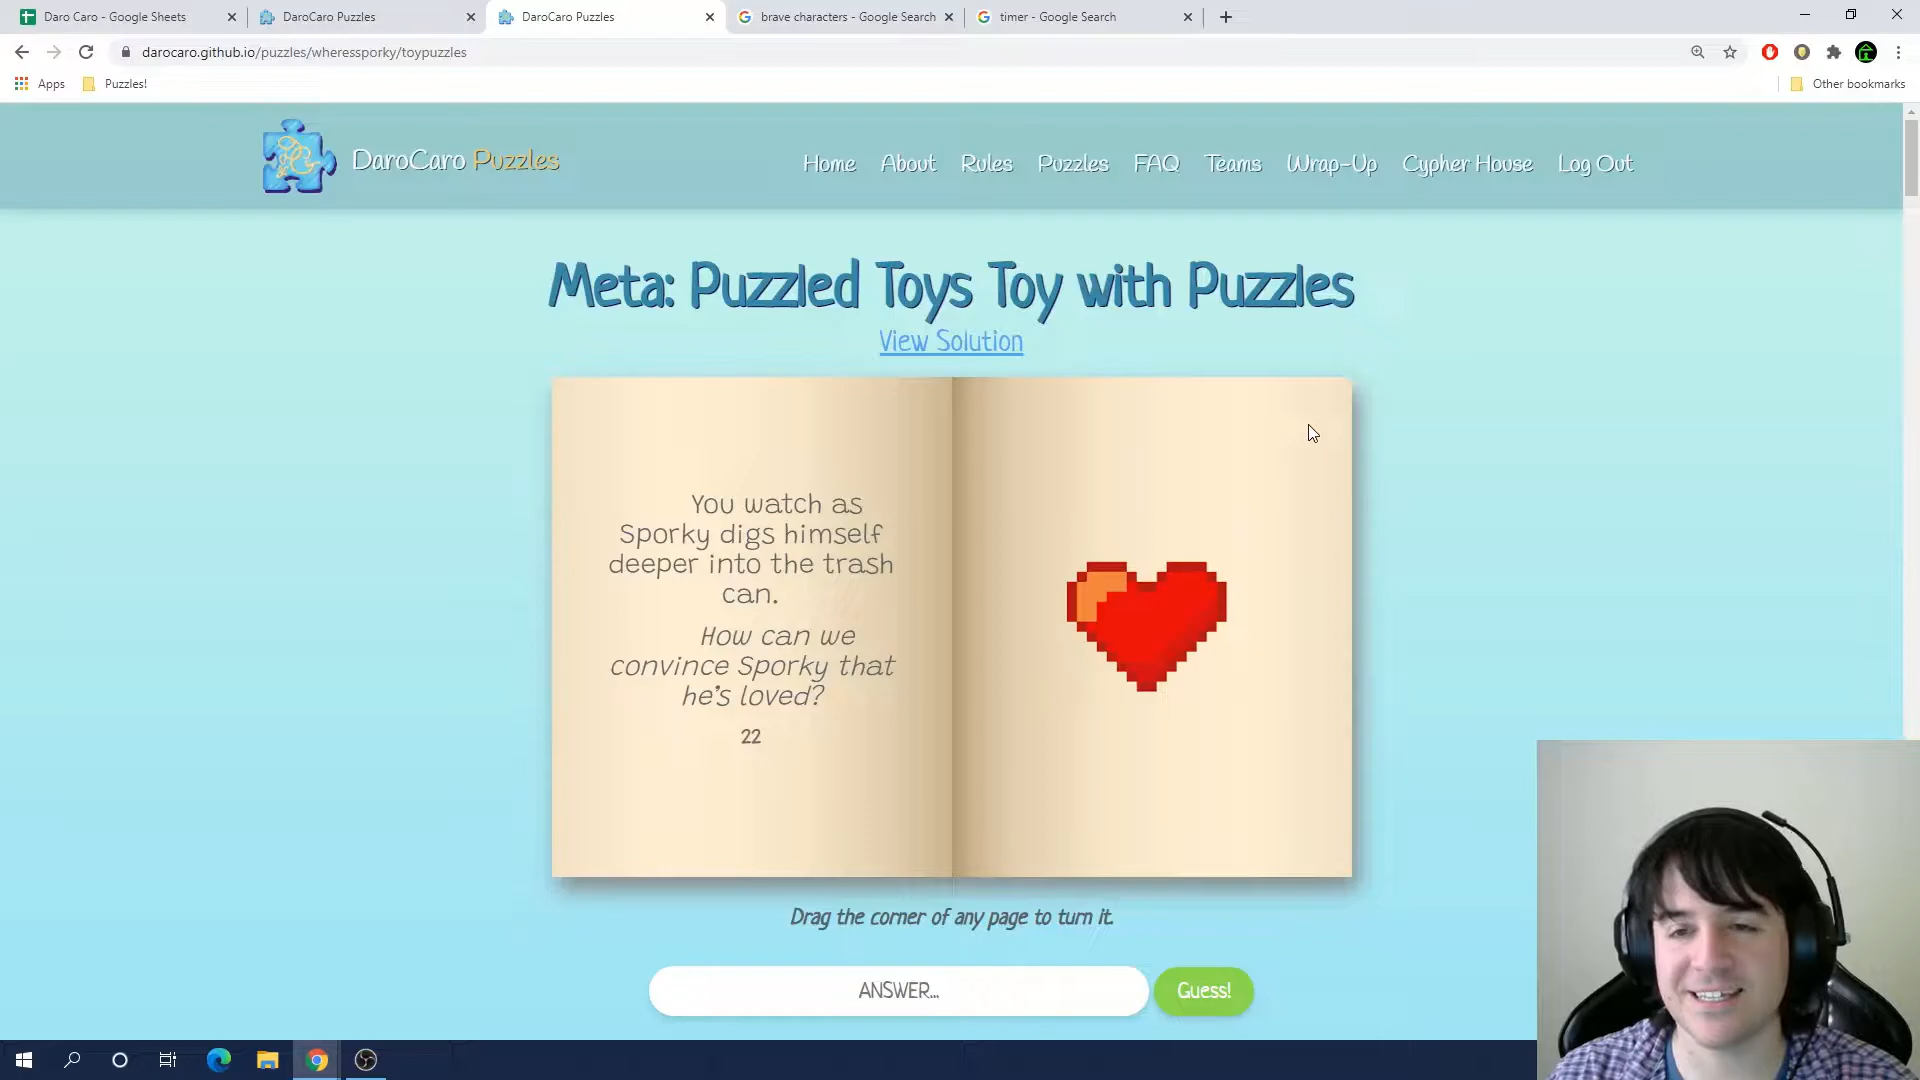 Daro Caro - Google Sheets
DaroCaro Puzzles
DaroCaro Puzzles
brave characters - Google Search
timer - Google Search
darocaro.github.io/puzzles/wheressporky/toypuzzles
Apps
Puzzles!
Other bookmarks
DaroCaro Puzzles
Home
About
Rules
Puzzles
FAQ
Teams
Wrap-Up
Cypher House
Log Out
Meta: Puzzled Toys Toy with Puzzles
View Solution
You watch as
Sporky digs himself
deeper into the trash
can.
How can we
convince Sporky that
he's loved?
22
Drag the corner of any page to turn it.
ANSWER...
Guess!